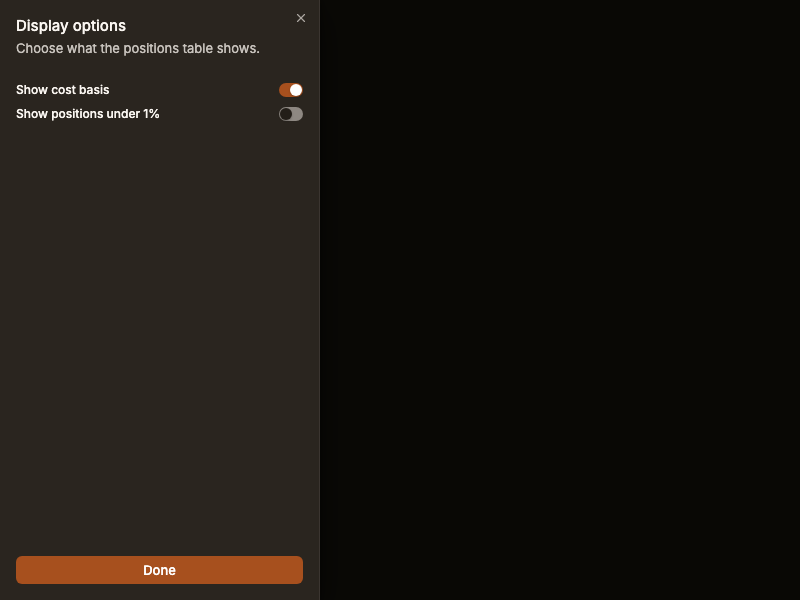 Display options
Choose what the positions table shows.
Show cost basis
Show positions under 1%
Done